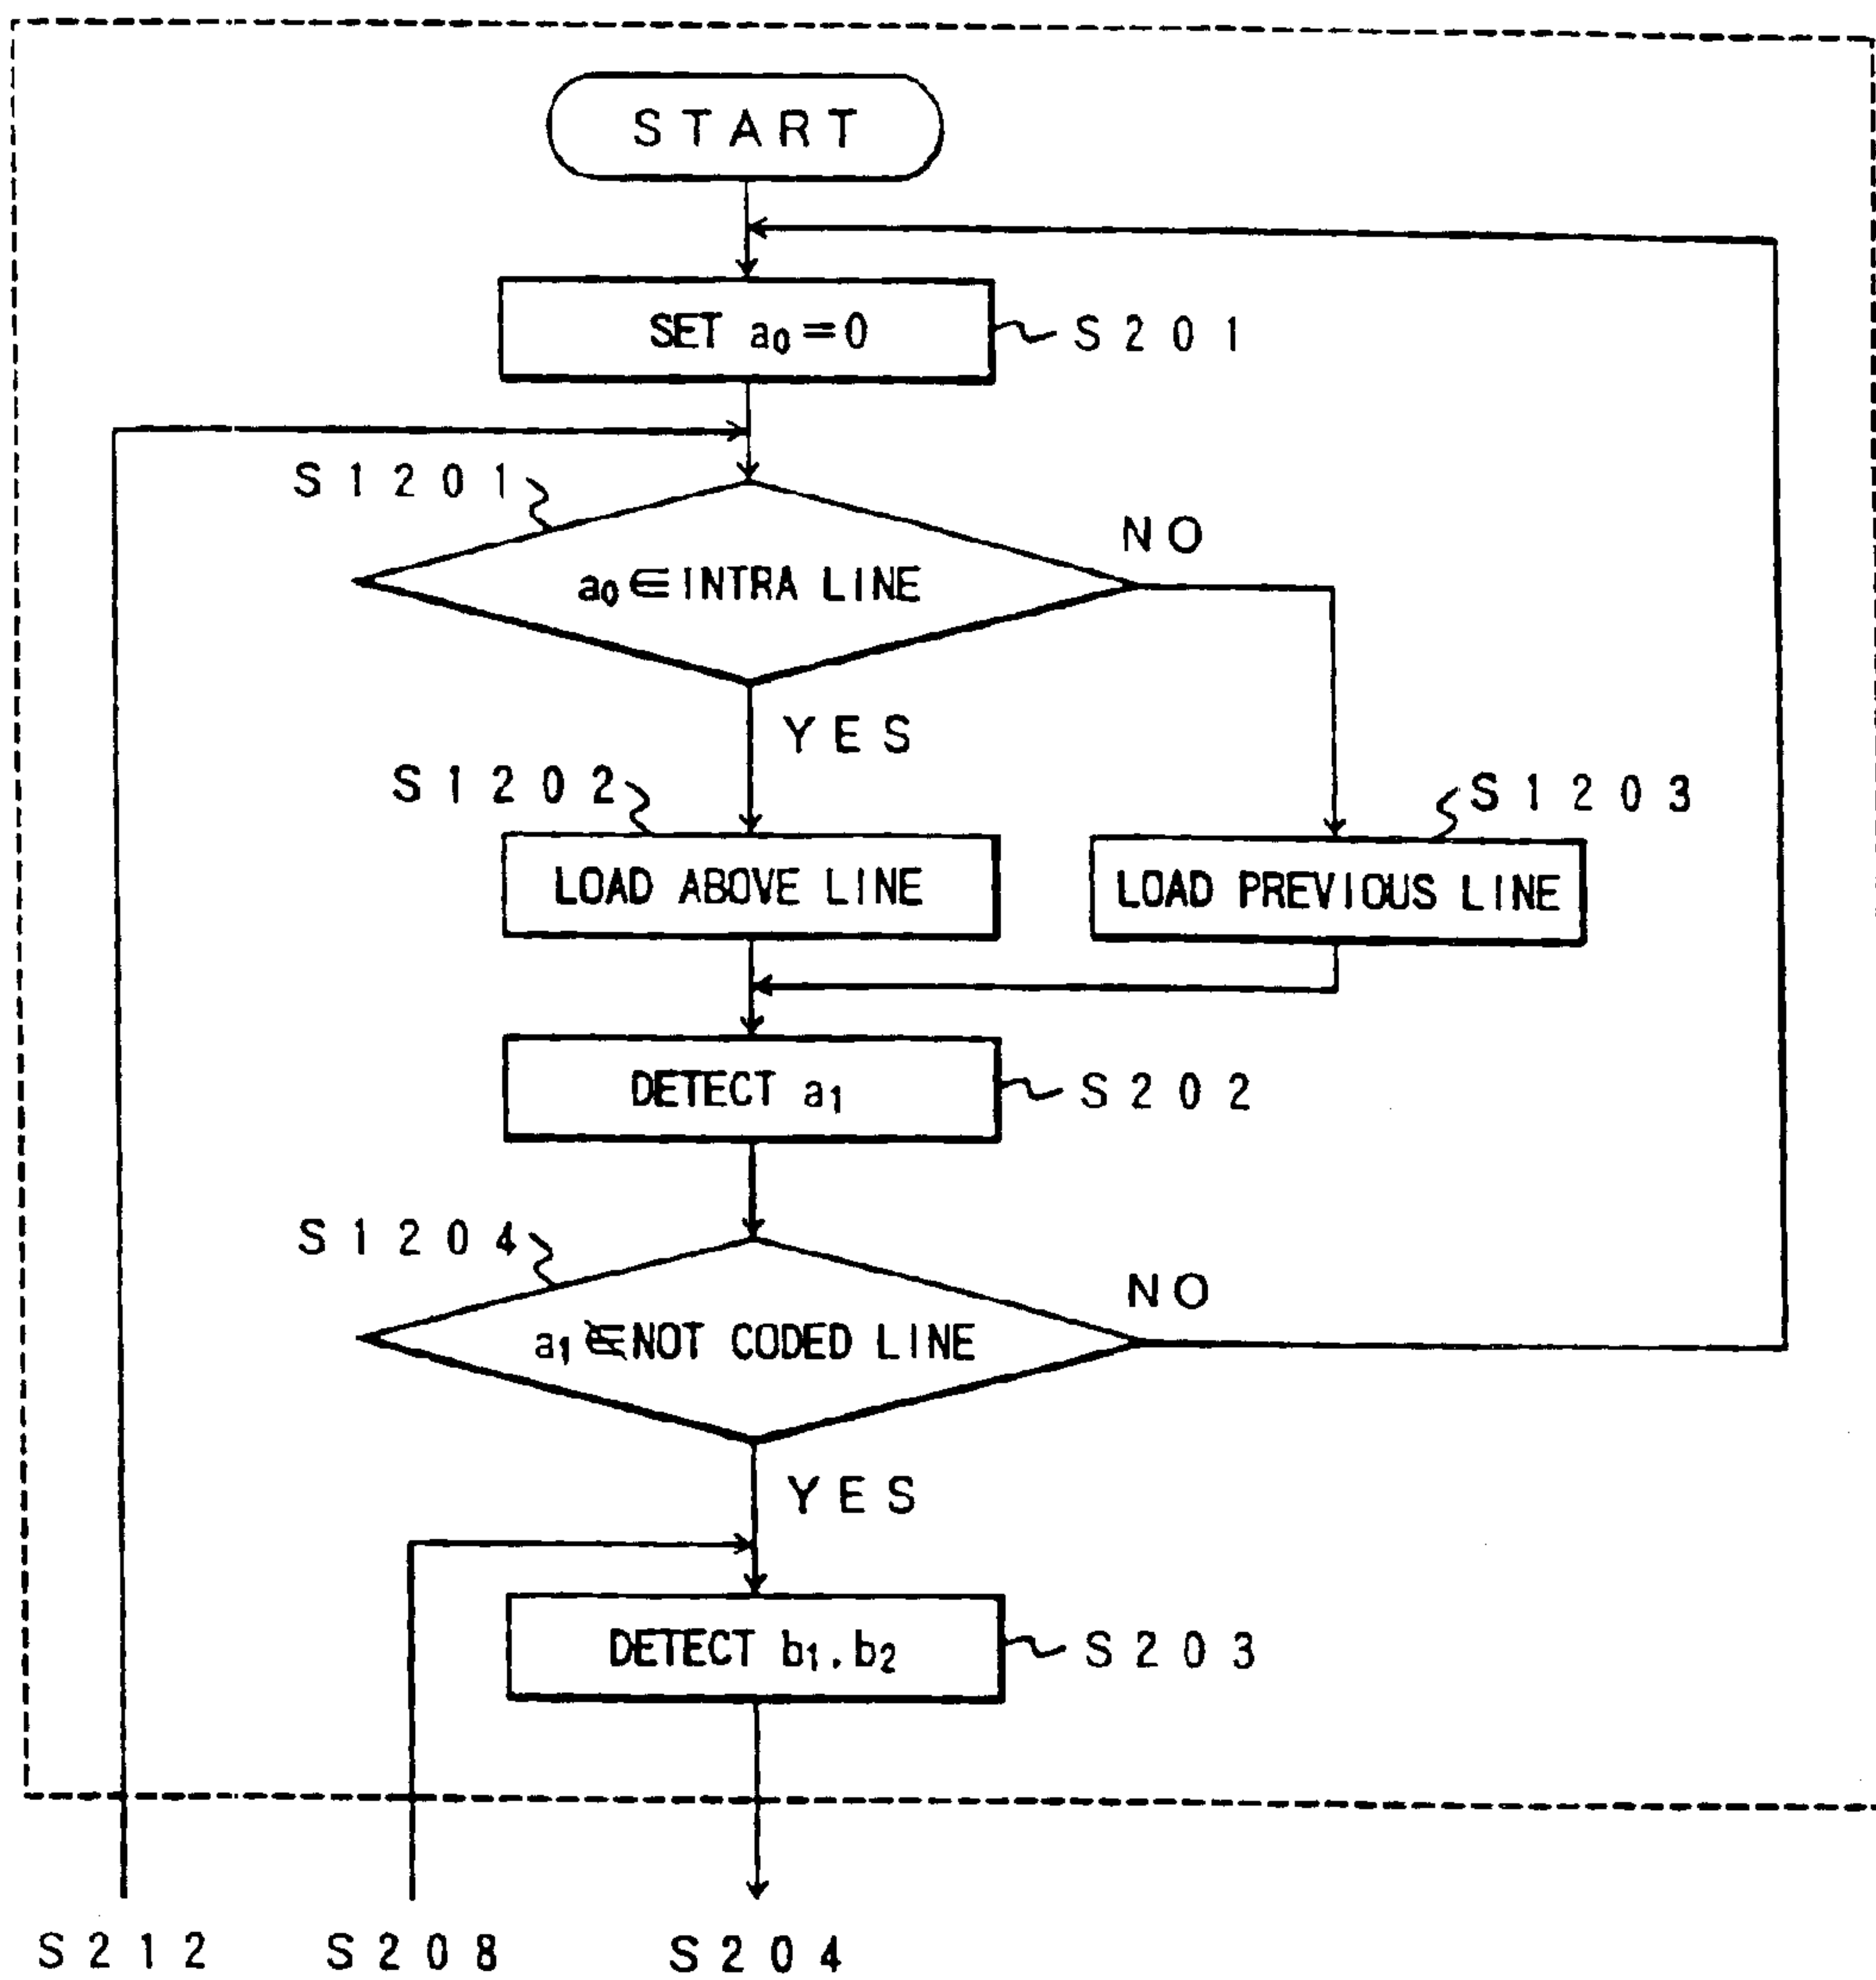 START
SET a₀=0
S201
S1201
NO
a₀∈INTRA LINE
YES
S1202
S1203
LOAD ABOVE LINE
LOAD PREVIOUS LINE
DETECT a₁
S202
S1204
NO
a₁∉NOT CODED LINE
YES
DETECT b₁,b₂
S203
S212
S208
S204